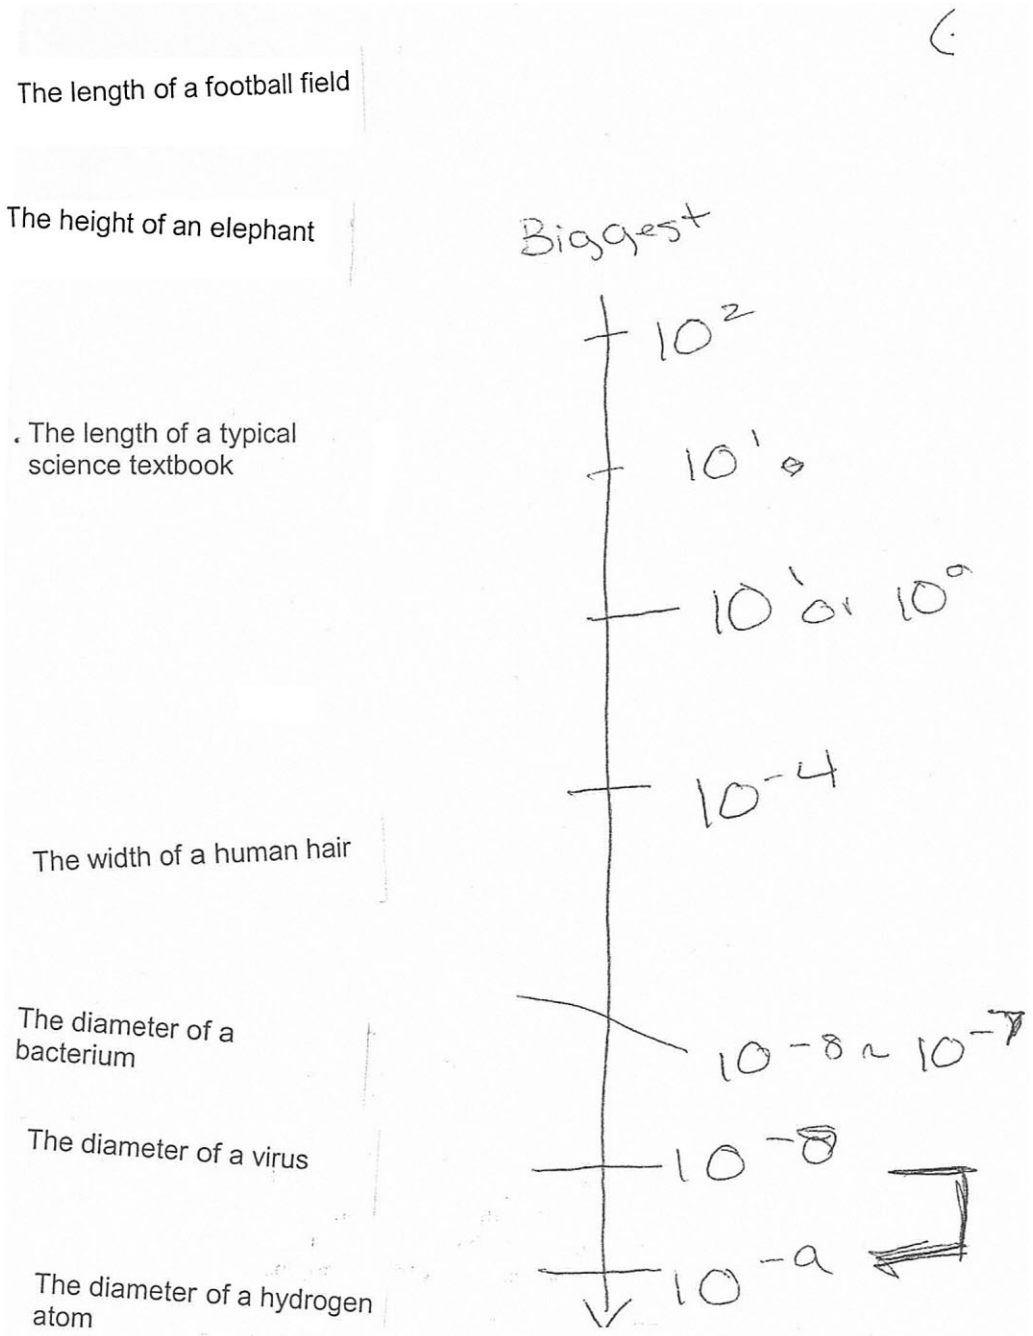 The length of a football field
The height of an elephant
Biggest
10²
10¹
. The length of a typical
science textbook
10¹ or 10⁰
10⁻⁴
The width of a human hair
The diameter of a
bacterium
10⁻⁸ ~ 10⁻⁷
The diameter of a virus
10⁻⁸
10⁻⁹
The diameter of a hydrogen
atom